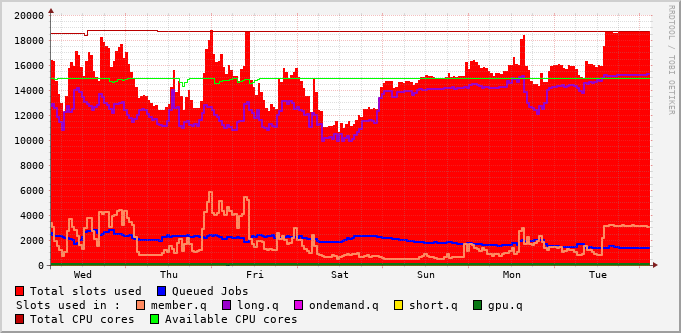 20000
18000
16000
14000
12000
10000
8000
6000
4000
2000
0
Wed Thu Fri Sat Sun Mon Tue
Total slots used Queued Jobs
Slots used in : member.q long.q ondemand.q short.q gpu.q
Total CPU cores Available CPU cores
RRDTOOL / TOBI OETIKER